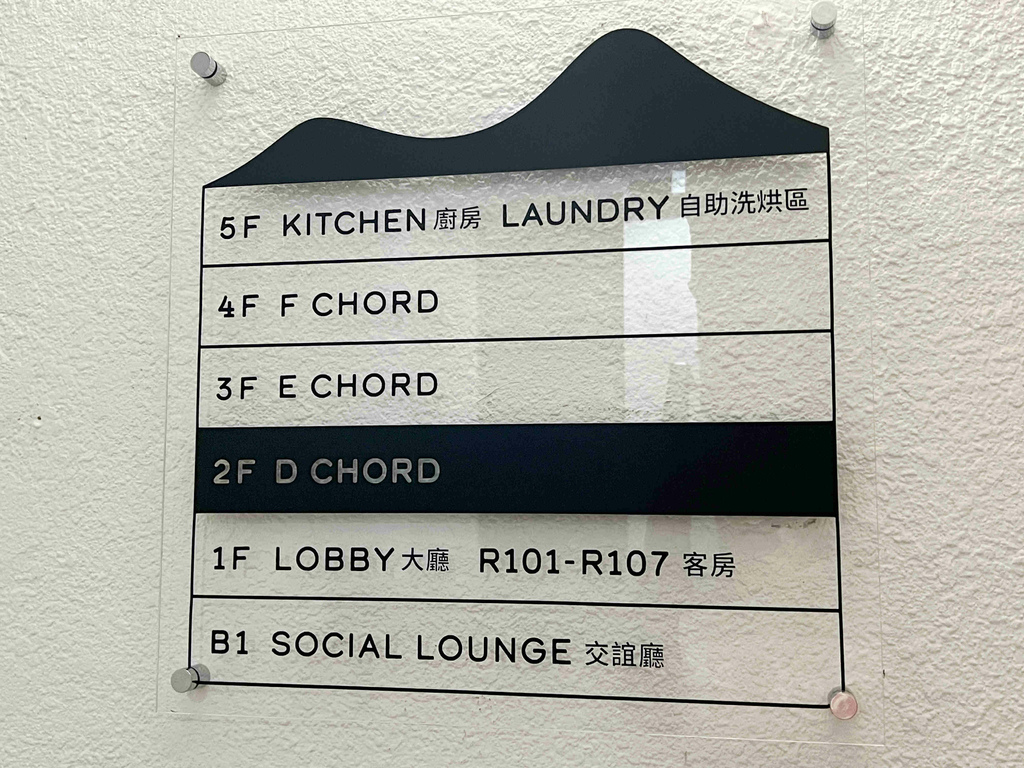 5F KITCHEN 廚房 LAUNDRY 自助洗烘區
4F F CHORD
3F E CHORD
2F D CHORD
1F LOBBY 大廳 R101-R107 客房
B1 SOCIAL LOUNGE 交誼廳